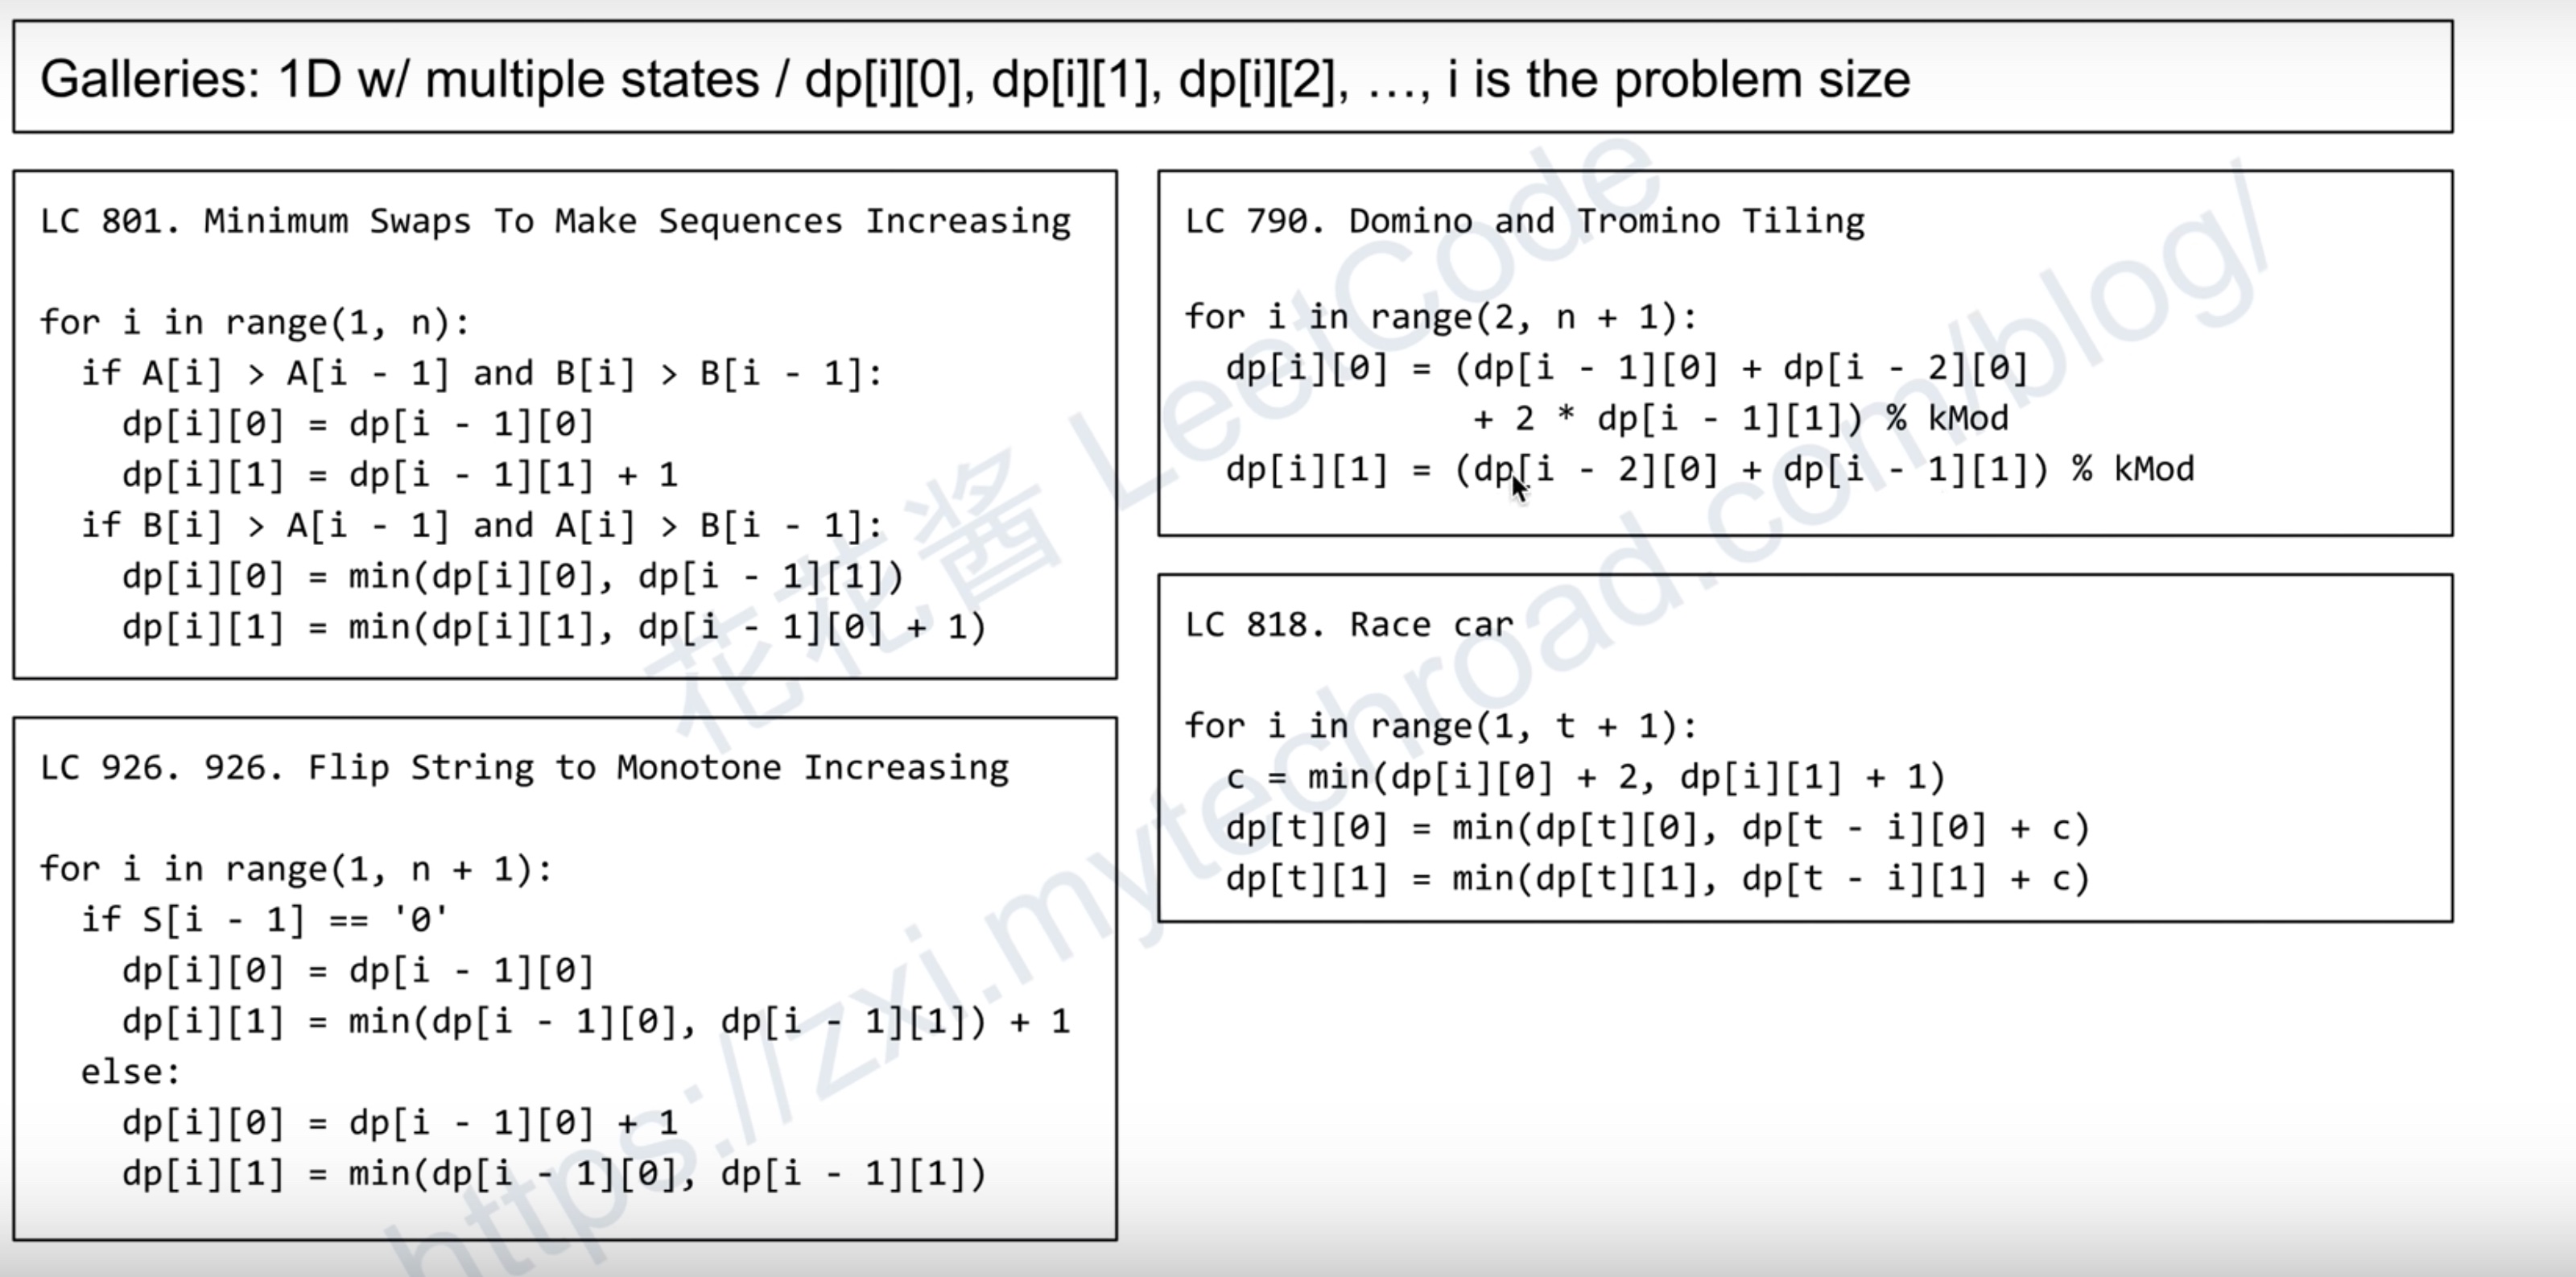 Galleries: 1D w/ multiple states / dp[i][0], dp[i][1], dp[i][2], …, i is the problem size
LC 801. Minimum Swaps To Make Sequences Increasing
for i in range(1, n):
  if A[i] > A[i - 1] and B[i] > B[i - 1]:
    dp[i][0] = dp[i - 1][0]
    dp[i][1] = dp[i - 1][1] + 1
  if B[i] > A[i - 1] and A[i] > B[i - 1]:
    dp[i][0] = min(dp[i][0], dp[i - 1][1])
    dp[i][1] = min(dp[i][1], dp[i - 1][0] + 1)
LC 926. 926. Flip String to Monotone Increasing
for i in range(1, n + 1):
  if S[i - 1] == '0'
    dp[i][0] = dp[i - 1][0]
    dp[i][1] = min(dp[i - 1][0], dp[i - 1][1]) + 1
  else:
    dp[i][0] = dp[i - 1][0] + 1
    dp[i][1] = min(dp[i - 1][0], dp[i - 1][1])
LC 790. Domino and Tromino Tiling
for i in range(2, n + 1):
  dp[i][0] = (dp[i - 1][0] + dp[i - 2][0]
              + 2 * dp[i - 1][1]) % kMod
  dp[i][1] = (dp[i - 2][0] + dp[i - 1][1]) % kMod
LC 818. Race car
for i in range(1, t + 1):
  c = min(dp[i][0] + 2, dp[i][1] + 1)
  dp[t][0] = min(dp[t][0], dp[t - i][0] + c)
  dp[t][1] = min(dp[t][1], dp[t - i][1] + c)
花花酱 LeetCode
https://zxi.mytechroad.com/blog/